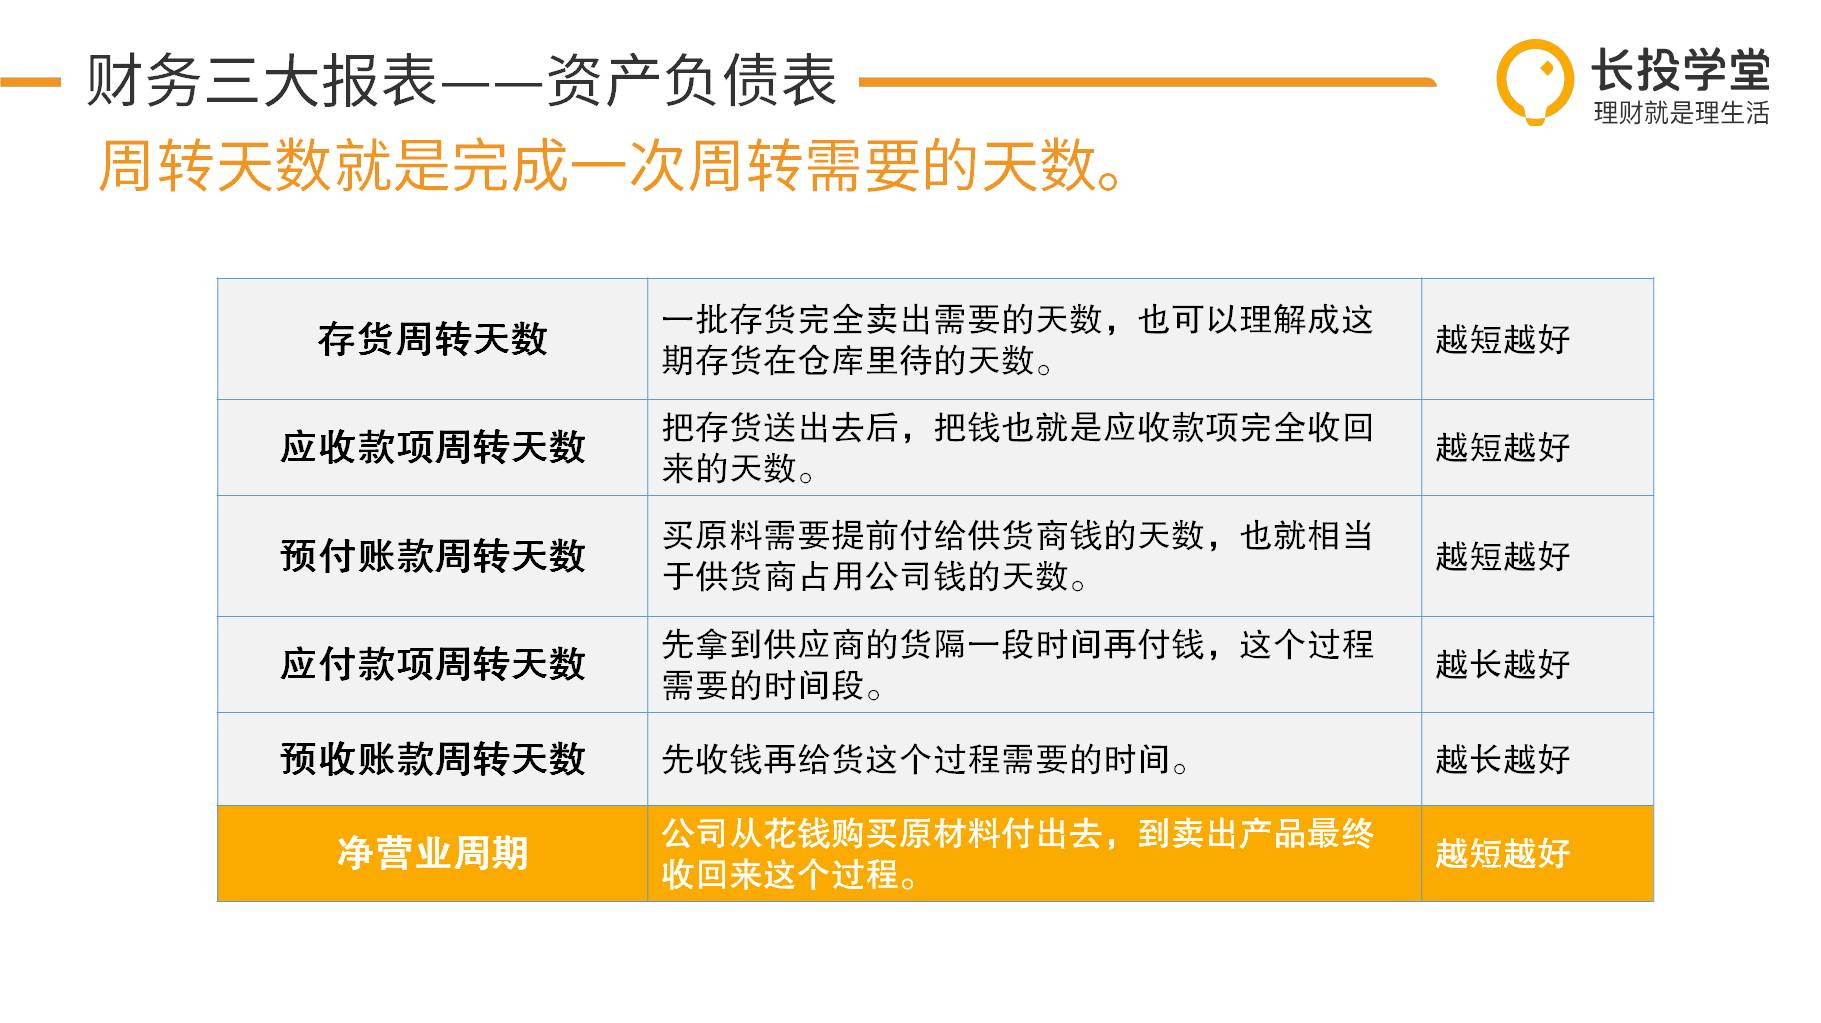 财务三大报表——资产负债表
长投学堂
理财就是理生活
周转天数就是完成一次周转需要的天数。
存货周转天数
一批存货完全卖出需要的天数，也可以理解成这
期存货在仓库里待的天数。
越短越好
应收款项周转天数
把存货送出去后，把钱也就是应收款项完全收回
来的天数。
越短越好
预付账款周转天数
买原料需要提前付给供货商钱的天数，也就相当
于供货商占用公司钱的天数。
越短越好
应付款项周转天数
先拿到供应商的货隔一段时间再付钱，这个过程
需要的时间段。
越长越好
预收账款周转天数
先收钱再给货这个过程需要的时间。
越长越好
净营业周期
公司从花钱购买原材料付出去，到卖出产品最终
收回来这个过程。
越短越好